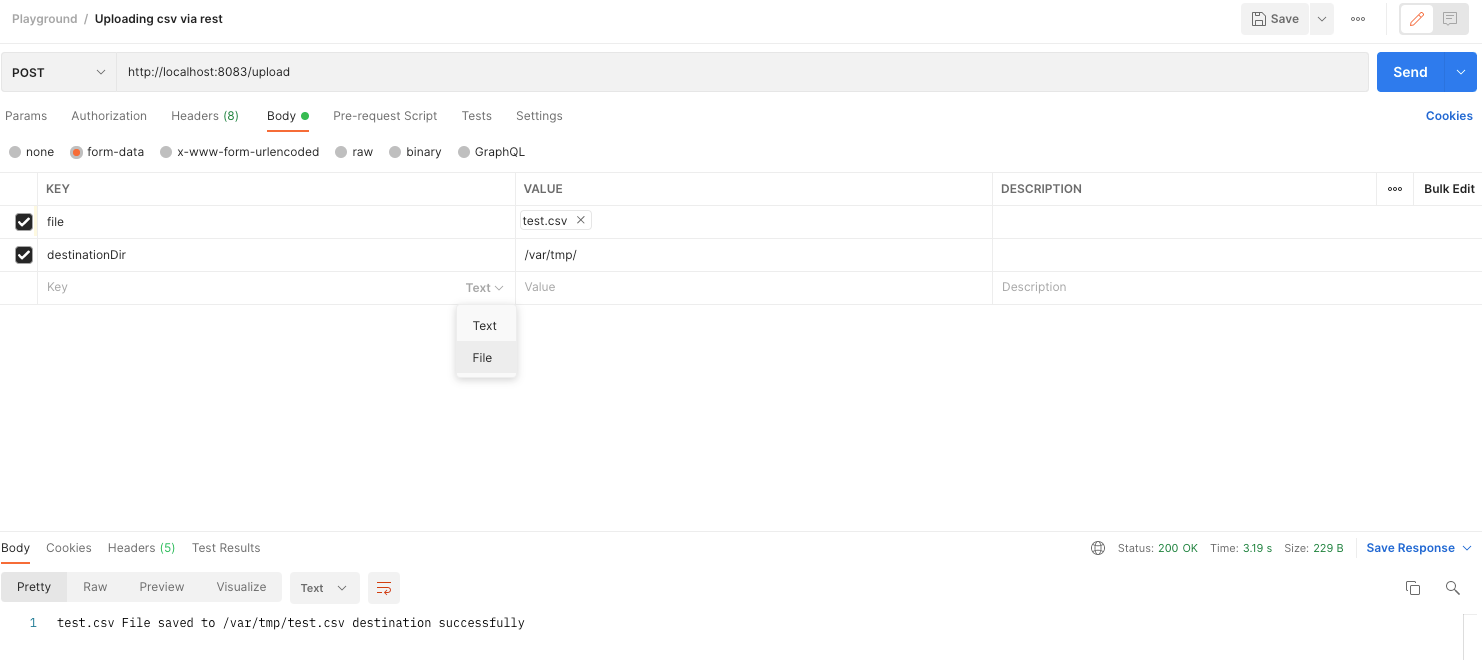 Playground / Uploading csv via rest Save
POST http://localhost:8083/upload Send
Params Authorization Headers (8) Body Pre-request Script Tests Settings Cookies
none form-data x-www-form-urlencoded raw binary GraphQL
KEY VALUE DESCRIPTION Bulk Edit
file test.csv
destinationDir /var/tmp/
Key Text Value Description
Text
File
Body Cookies Headers (5) Test Results Status: 200 OK Time: 3.19 s Size: 229 B Save Response
Pretty Raw Preview Visualize Text
1 test.csv File saved to /var/tmp/test.csv destination successfully